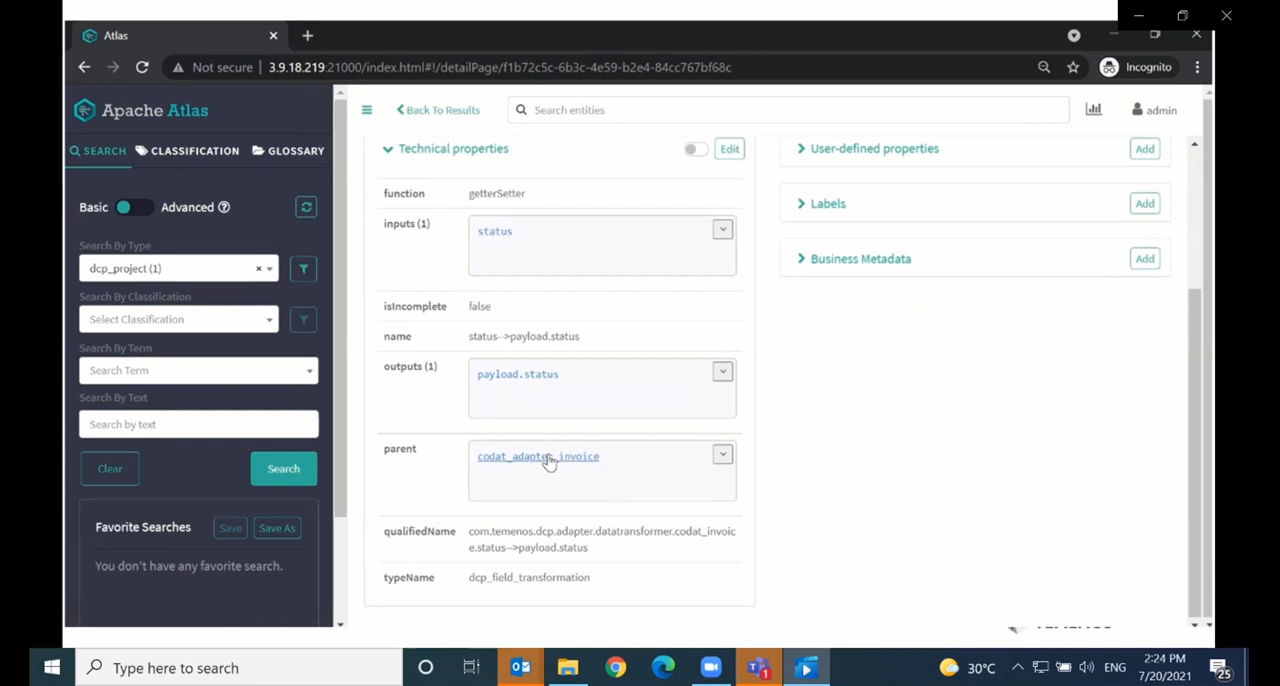 Atlas
Not secure | 3.9.18.219:21000/index.html#!/detailPage/f1b72c5c-6b3c-4e59-b2e4-84cc767bf68c
Incognito
Apache Atlas
SEARCH CLASSIFICATION GLOSSARY
Basic Advanced
Search By Type
dcp_project (1)
Search By Classification
Select Classification
Search By Term
Search Term
Search By Text
Search by text
Clear Search
Favorite Searches Save Save As
You don't have any favorite search.
Back To Results Search entities admin
Technical properties Edit
function getterSetter
inputs (1) status
isIncomplete false
name status-->payload.status
outputs (1) payload.status
parent codat_adapter_invoice
qualifiedName com.temenos.dcp.adapter.datatransformer.codat_invoic
e.status-->payload.status
typeName dcp_field_transformation
User-defined properties Add
Labels Add
Business Metadata Add
Type here to search
30°C
ENG
2:24 PM
7/20/2021
25
1